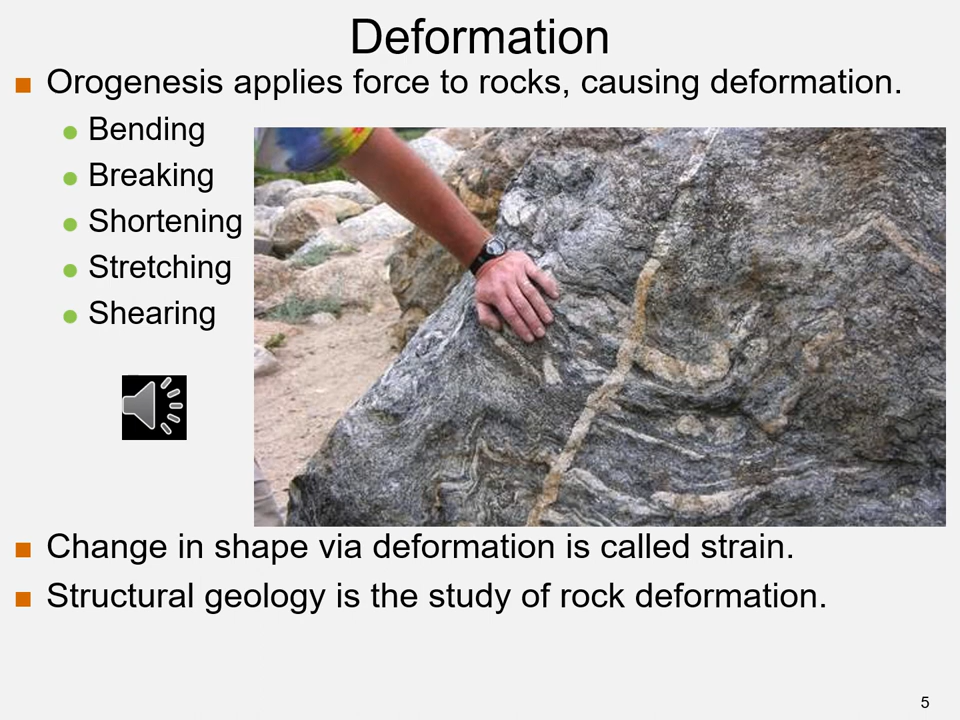 Deformation
Orogenesis applies force to rocks, causing deformation.
Bending
Breaking
Shortening
Stretching
Shearing
Change in shape via deformation is called strain.
Structural geology is the study of rock deformation.
5